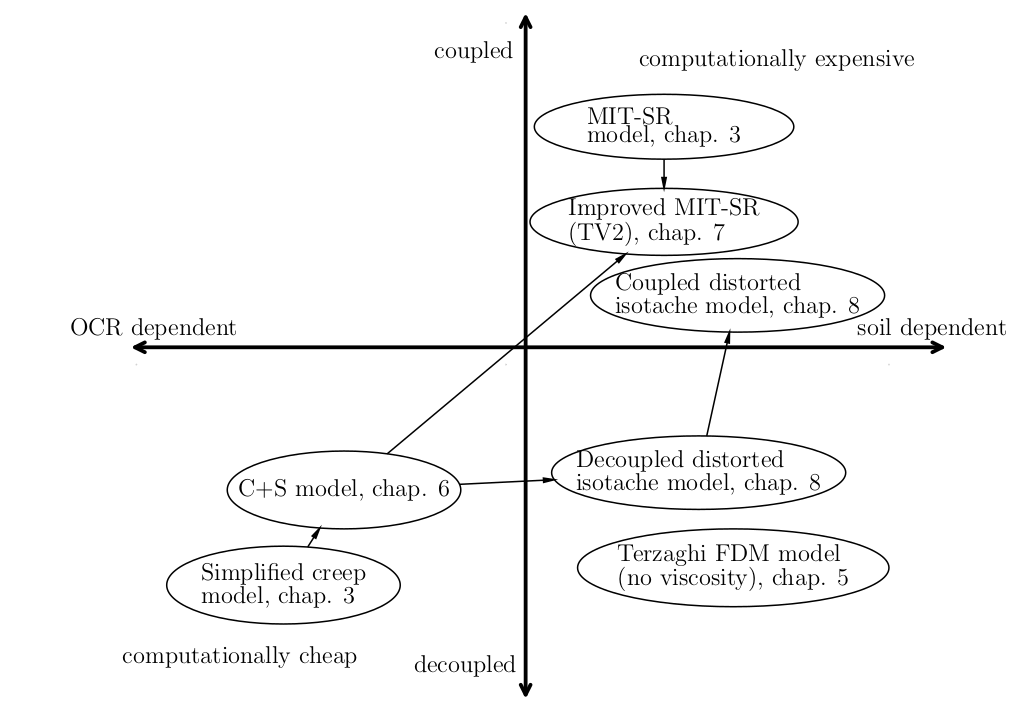 coupled
computationally expensive
MIT-SR
model, chap. 3
Improved MIT-SR
(TV2), chap. 7
Coupled distorted
isotache model, chap. 8
OCR dependent
soil dependent
Decoupled distorted
isotache model, chap. 8
C+S model, chap. 6
Terzaghi FDM model
(no viscosity), chap. 5
Simplified creep
model, chap. 3
computationally cheap
decoupled